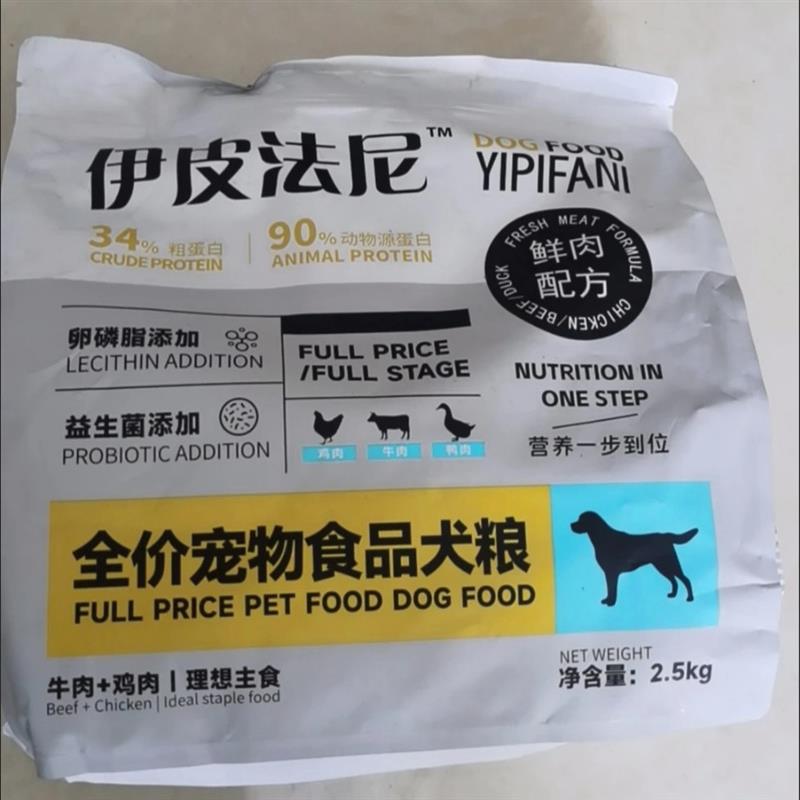 伊皮法尼™
DOG FOOD
YIPIFANI
34% 粗蛋白
CRUDE PROTEIN
90% 动物源蛋白
ANIMAL PROTEIN
FRESH MEAT FORMULA
鲜肉
配方
CHICKEN/BEEF/DUCK
卵磷脂添加
LECITHIN ADDITION
益生菌添加
PROBIOTIC ADDITION
FULL PRICE
/FULL STAGE
鸡肉
牛肉
鸭肉
NUTRITION IN
ONE STEP
营养一步到位
全价宠物食品犬粮
FULL PRICE PET FOOD DOG FOOD
牛肉+鸡肉 | 理想主食
Beef + Chicken | Ideal staple food
NET WEIGHT
净含量：2.5kg